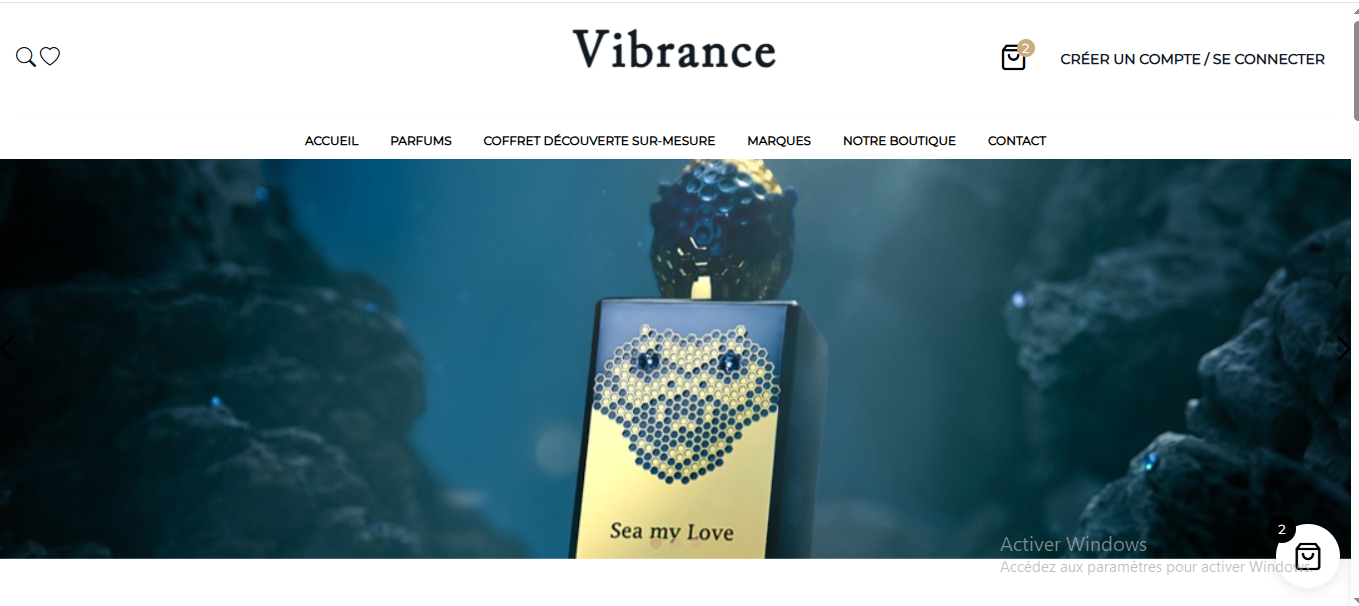 Vibrance
2
CRÉER UN COMPTE / SE CONNECTER
ACCUEIL
PARFUMS
COFFRET DÉCOUVERTE SUR-MESURE
MARQUES
NOTRE BOUTIQUE
CONTACT
Sea my Love
Activer Windows
Accédez aux paramètres pour activer Windows.
2